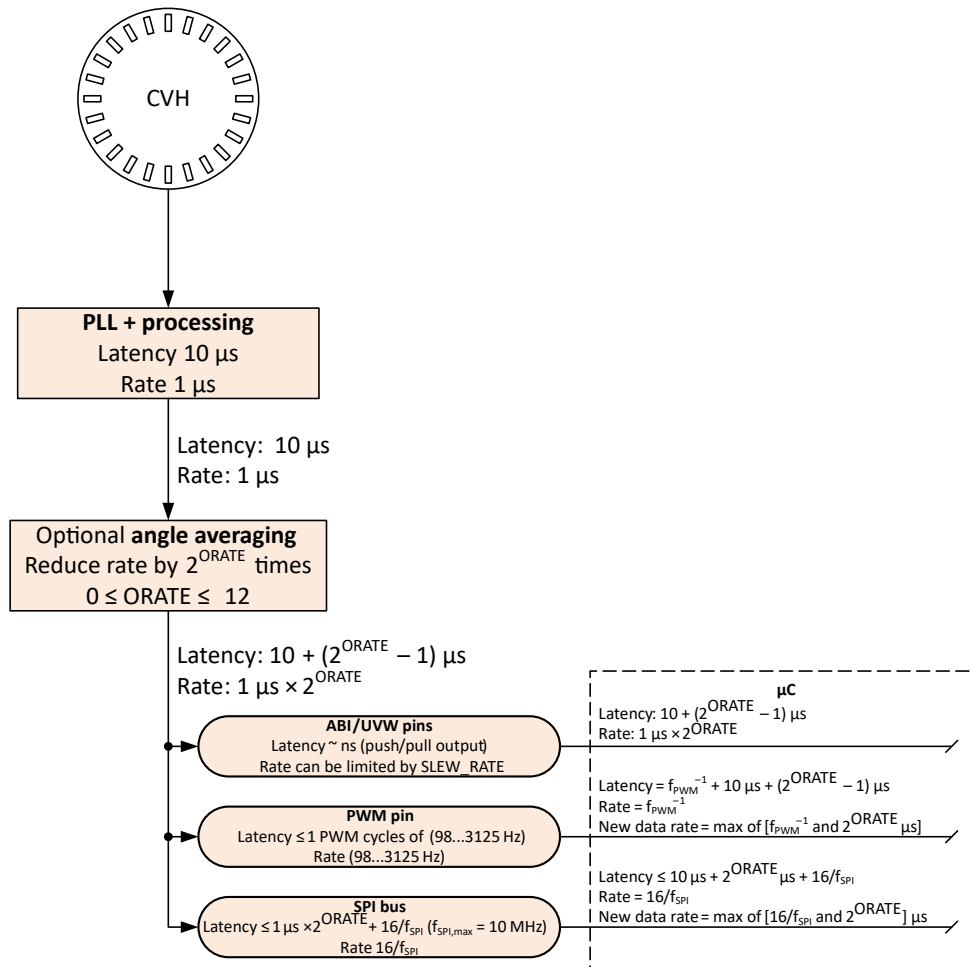 CVH
PLL + processing
Latency 10 µs
Rate 1 µs
Latency: 10 µs
Rate: 1 µs
Optional angle averaging
Reduce rate by 2^ORATE times
0 ≤ ORATE ≤ 12
Latency: 10 + (2^ORATE – 1) µs
Rate: 1 µs × 2^ORATE
ABI/UVW pins
Latency ~ ns (push/pull output)
Rate can be limited by SLEW_RATE
µC
Latency: 10 + (2^ORATE – 1) µs
Rate: 1 µs × 2^ORATE
PWM pin
Latency ≤ 1 PWM cycles of (98...3125 Hz)
Rate (98...3125 Hz)
Latency = f_PWM^–1 + 10 µs + (2^ORATE – 1) µs
Rate = f_PWM^–1
New data rate = max of [f_PWM^–1 and 2^ORATE µs]
SPI bus
Latency ≤ 1 µs ×2^ORATE + 16/f_SPI (f_SPI,max = 10 MHz)
Rate 16/f_SPI
Latency ≤ 10 µs + 2^ORATE µs + 16/f_SPI
Rate = 16/f_SPI
New data rate = max of [16/f_SPI and 2^ORATE] µs